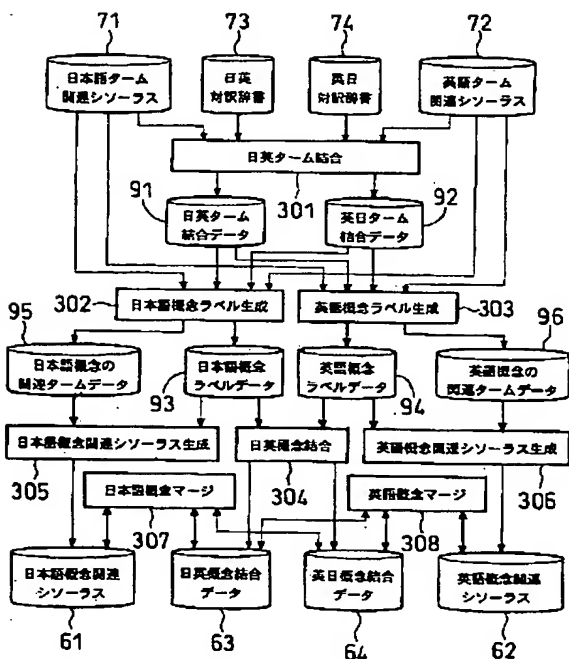 71
73
74
72
日本語ターム
関連シソーラス
日英
対訳辞書
英日
対訳辞書
英語ターム
関連シソーラス
日英ターム結合
301
91
92
日英ターム
結合データ
英日ターム
結合データ
302
日本語概念ラベル生成
英語概念ラベル生成
303
95
96
日本語概念の
関連タームデータ
日本語概念
ラベルデータ
英語概念
ラベルデータ
英語概念の
関連タームデータ
93
94
日本語概念関連シソーラス生成
日英概念結合
英語概念関連シソーラス生成
305
304
306
日本語概念マージ
英語概念マージ
307
308
日本語概念関連
シソーラス
日英概念結合
データ
英日概念結合
データ
英語概念関連
シソーラス
61
63
64
62